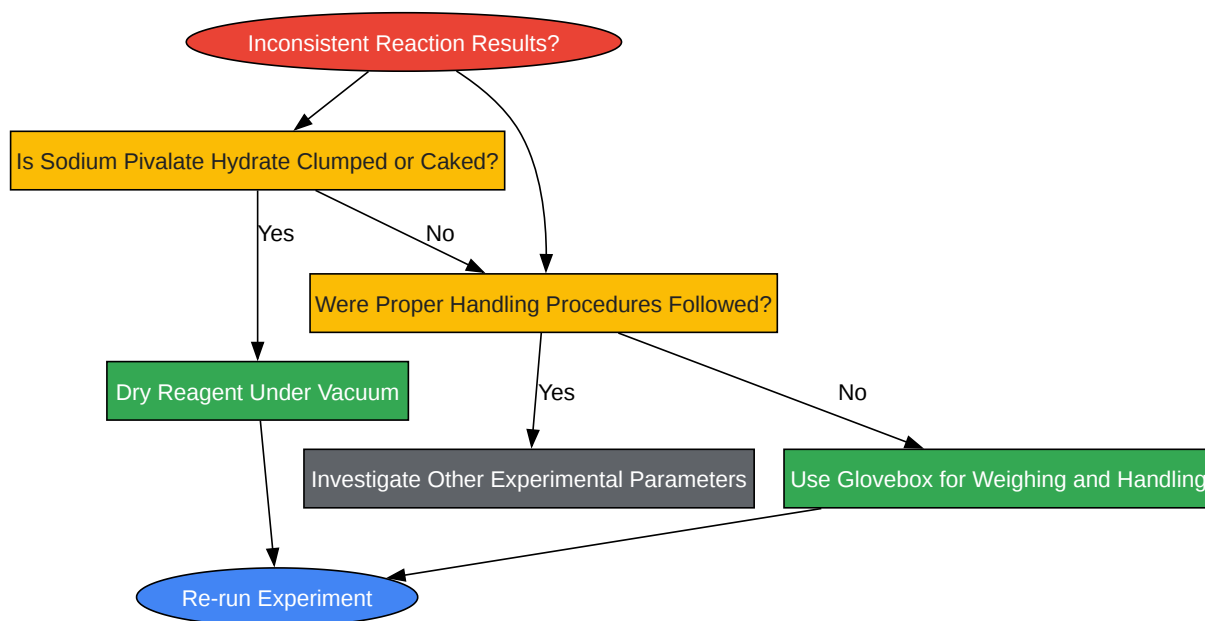 Inconsistent Reaction Results?
Is Sodium Pivalate Hydrate Clumped or Caked?
Yes
No
Were Proper Handling Procedures Followed?
Dry Reagent Under Vacuum
Yes
No
Investigate Other Experimental Parameters
Use Glovebox for Weighing and Handling
Re-run Experiment